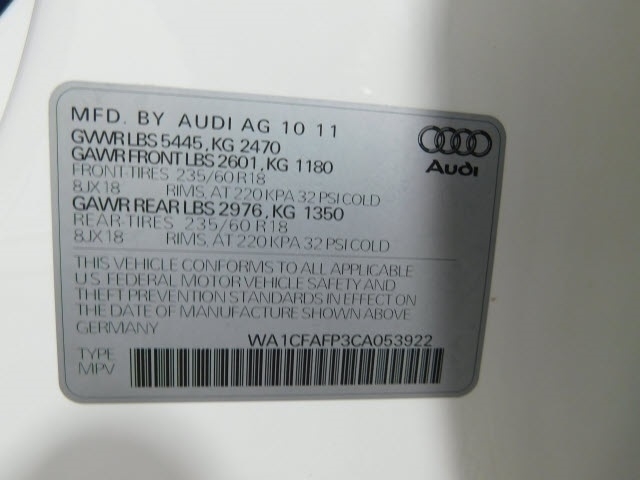 MFD. BY AUDI AG 10 11
GVWR LBS 5445, KG 2470
GAWR FRONT LBS 2601, KG 1180
FRONT-TIRES 235/60 R18
8JX18 RIMS, AT 220 KPA 32 PSI COLD
GAWR REAR LBS 2976, KG 1350
REAR-TIRES 235/60 R18
8JX18 RIMS, AT 220 KPA 32 PSI COLD
Audi
THIS VEHICLE CONFORMS TO ALL APPLICABLE
U.S. FEDERAL MOTOR VEHICLE SAFETY AND
THEFT PREVENTION STANDARDS IN EFFECT ON
THE DATE OF MANUFACTURE SHOWN ABOVE.
GERMANY WA1CFAFP3CA053922
TYPE
MPV